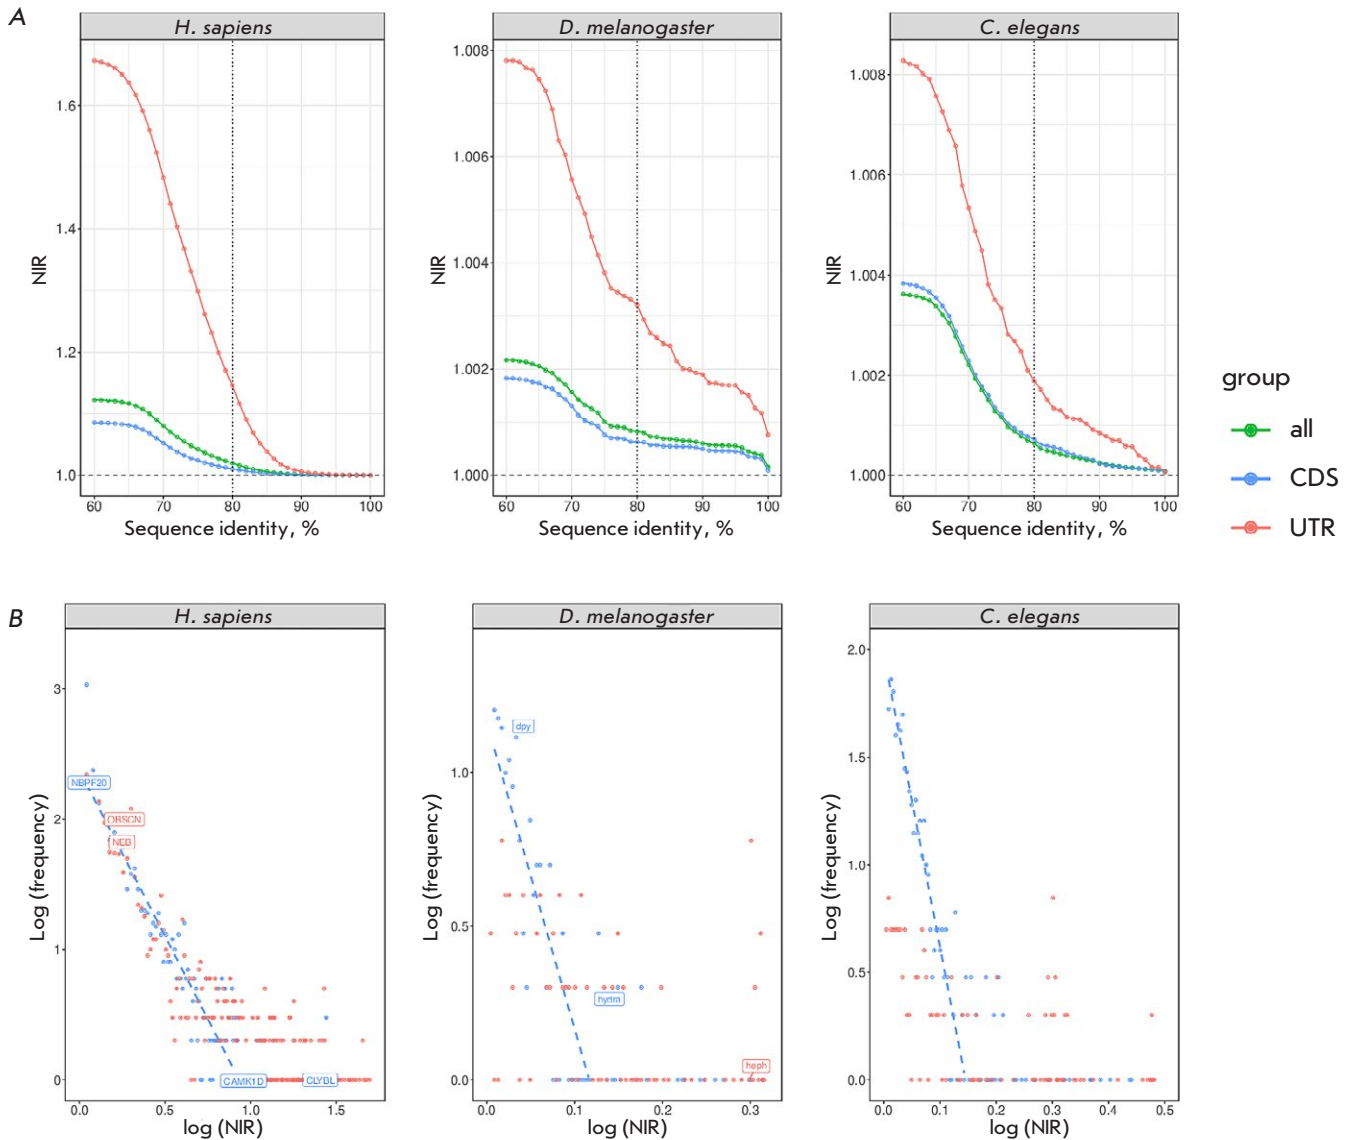 A
H. sapiens
D. melanogaster
C. elegans
NIR
1.6
1.4
1.2
1.0
60 70 80 90 100
Sequence identity, %
NIR
1.008
1.006
1.004
1.002
1.000
60 70 80 90 100
Sequence identity, %
NIR
1.008
1.006
1.004
1.002
1.000
60 70 80 90 100
Sequence identity, %
group
all
CDS
UTR
B
H. sapiens
D. melanogaster
C. elegans
Log (frequency)
3
2
1
0
NBPF20
OBSCN
NEB
CAMK1D
CLYBL
0.0 0.5 1.0 1.5
log (NIR)
Log (frequency)
1.0
0.5
0.0
dpy
hydra
heph
0.0 0.1 0.2 0.3
log (NIR)
Log (frequency)
2.0
1.5
1.0
0.5
0.0
0.0 0.1 0.2 0.3 0.4 0.5
log (NIR)